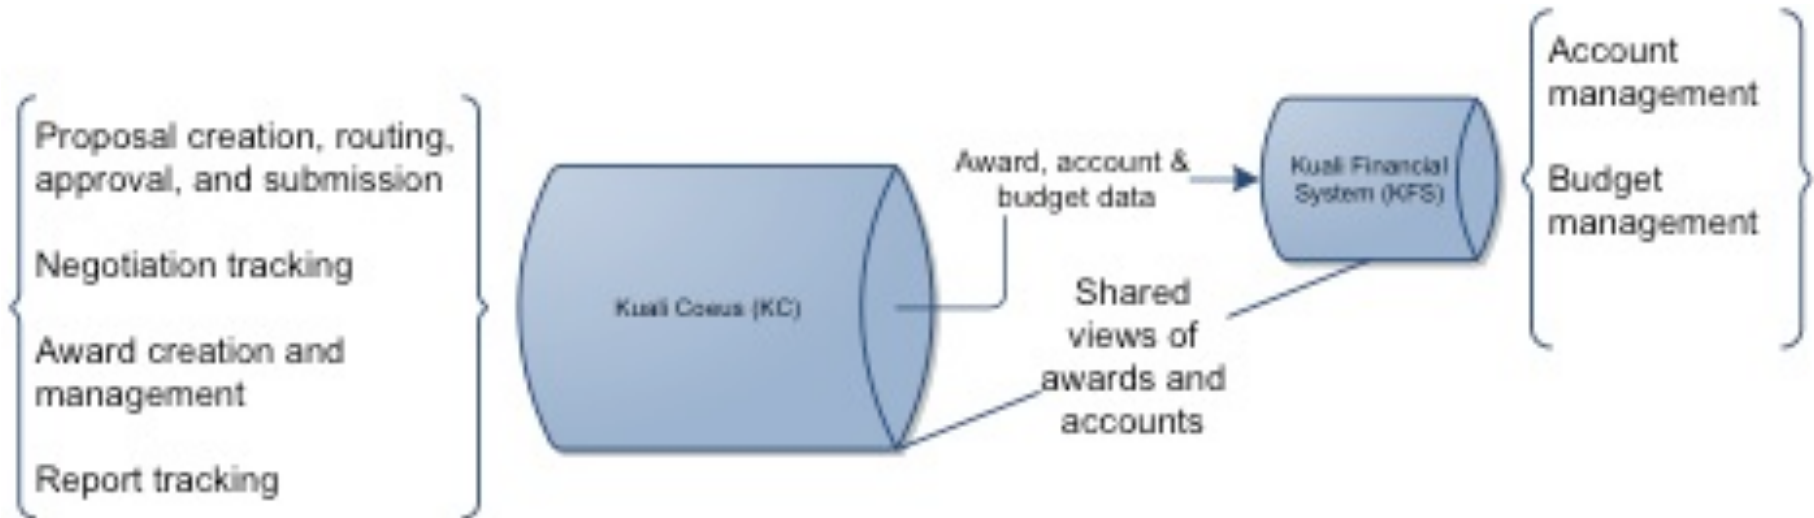 Proposal creation, routing,
approval, and submission
Negotiation tracking
Award creation and
management
Report tracking
Kuali Coeus (KC)
Award, account &
budget data
Shared
views of
awards and
accounts
Kuali Financial
System (KFS)
Account
management
Budget
management